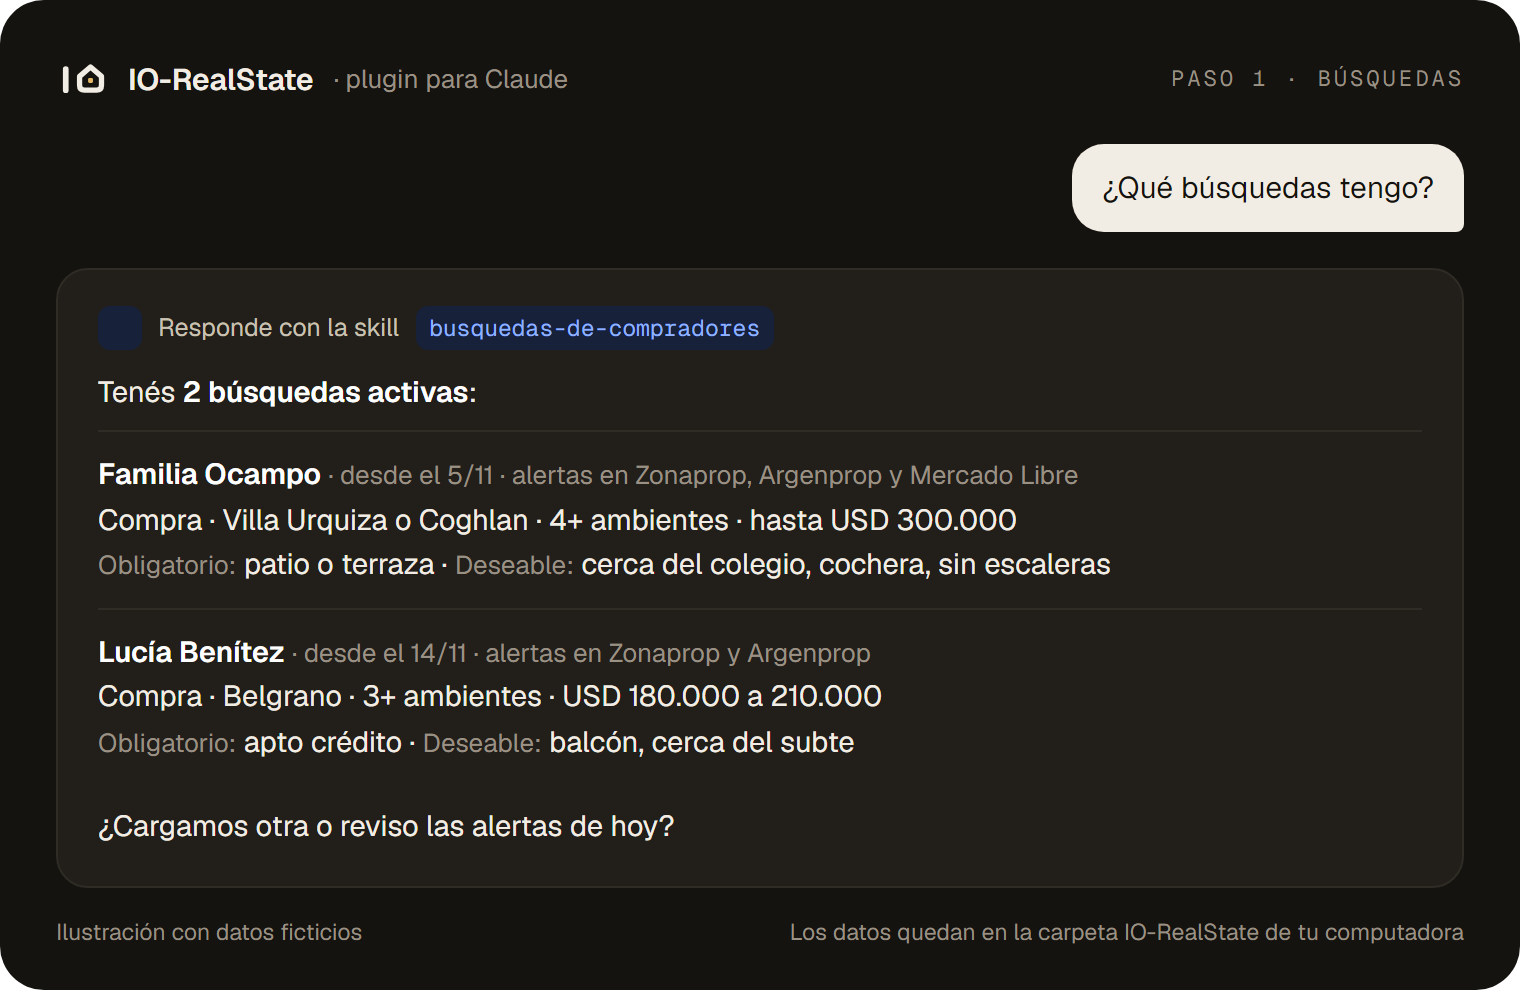 IO-RealState · plugin para Claude
PASO 1 · BÚSQUEDAS
¿Qué búsquedas tengo?
Responde con la skill busquedas-de-compradores
Tenés 2 búsquedas activas:
Familia Ocampo · desde el 5/11 · alertas en Zonaprop, Argenprop y Mercado Libre
Compra · Villa Urquiza o Coghlan · 4+ ambientes · hasta USD 300.000
Obligatorio: patio o terraza · Deseable: cerca del colegio, cochera, sin escaleras
Lucía Benítez · desde el 14/11 · alertas en Zonaprop y Argenprop
Compra · Belgrano · 3+ ambientes · USD 180.000 a 210.000
Obligatorio: apto crédito · Deseable: balcón, cerca del subte
¿Cargamos otra o reviso las alertas de hoy?
Ilustración con datos ficticios
Los datos quedan en la carpeta IO-RealState de tu computadora